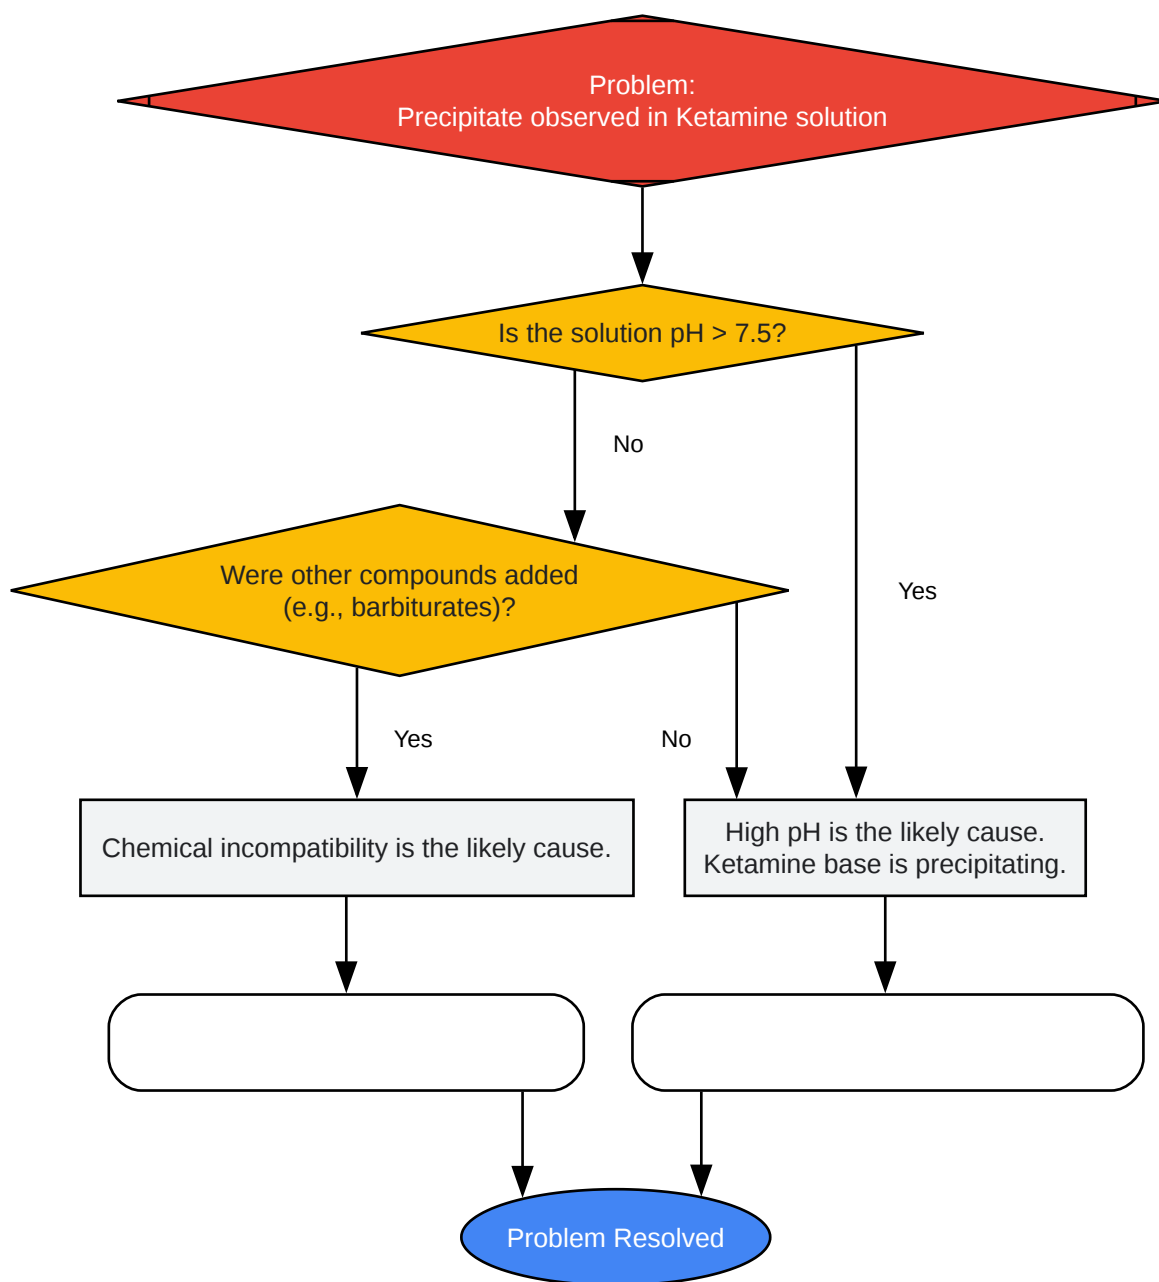 Problem:
Precipitate observed in Ketamine solution
Is the solution pH > 7.5?
No
Were other compounds added
(e.g., barbiturates)?
Yes
Yes
No
Chemical incompatibility is the likely cause.
High pH is the likely cause.
Ketamine base is precipitating.
Problem Resolved